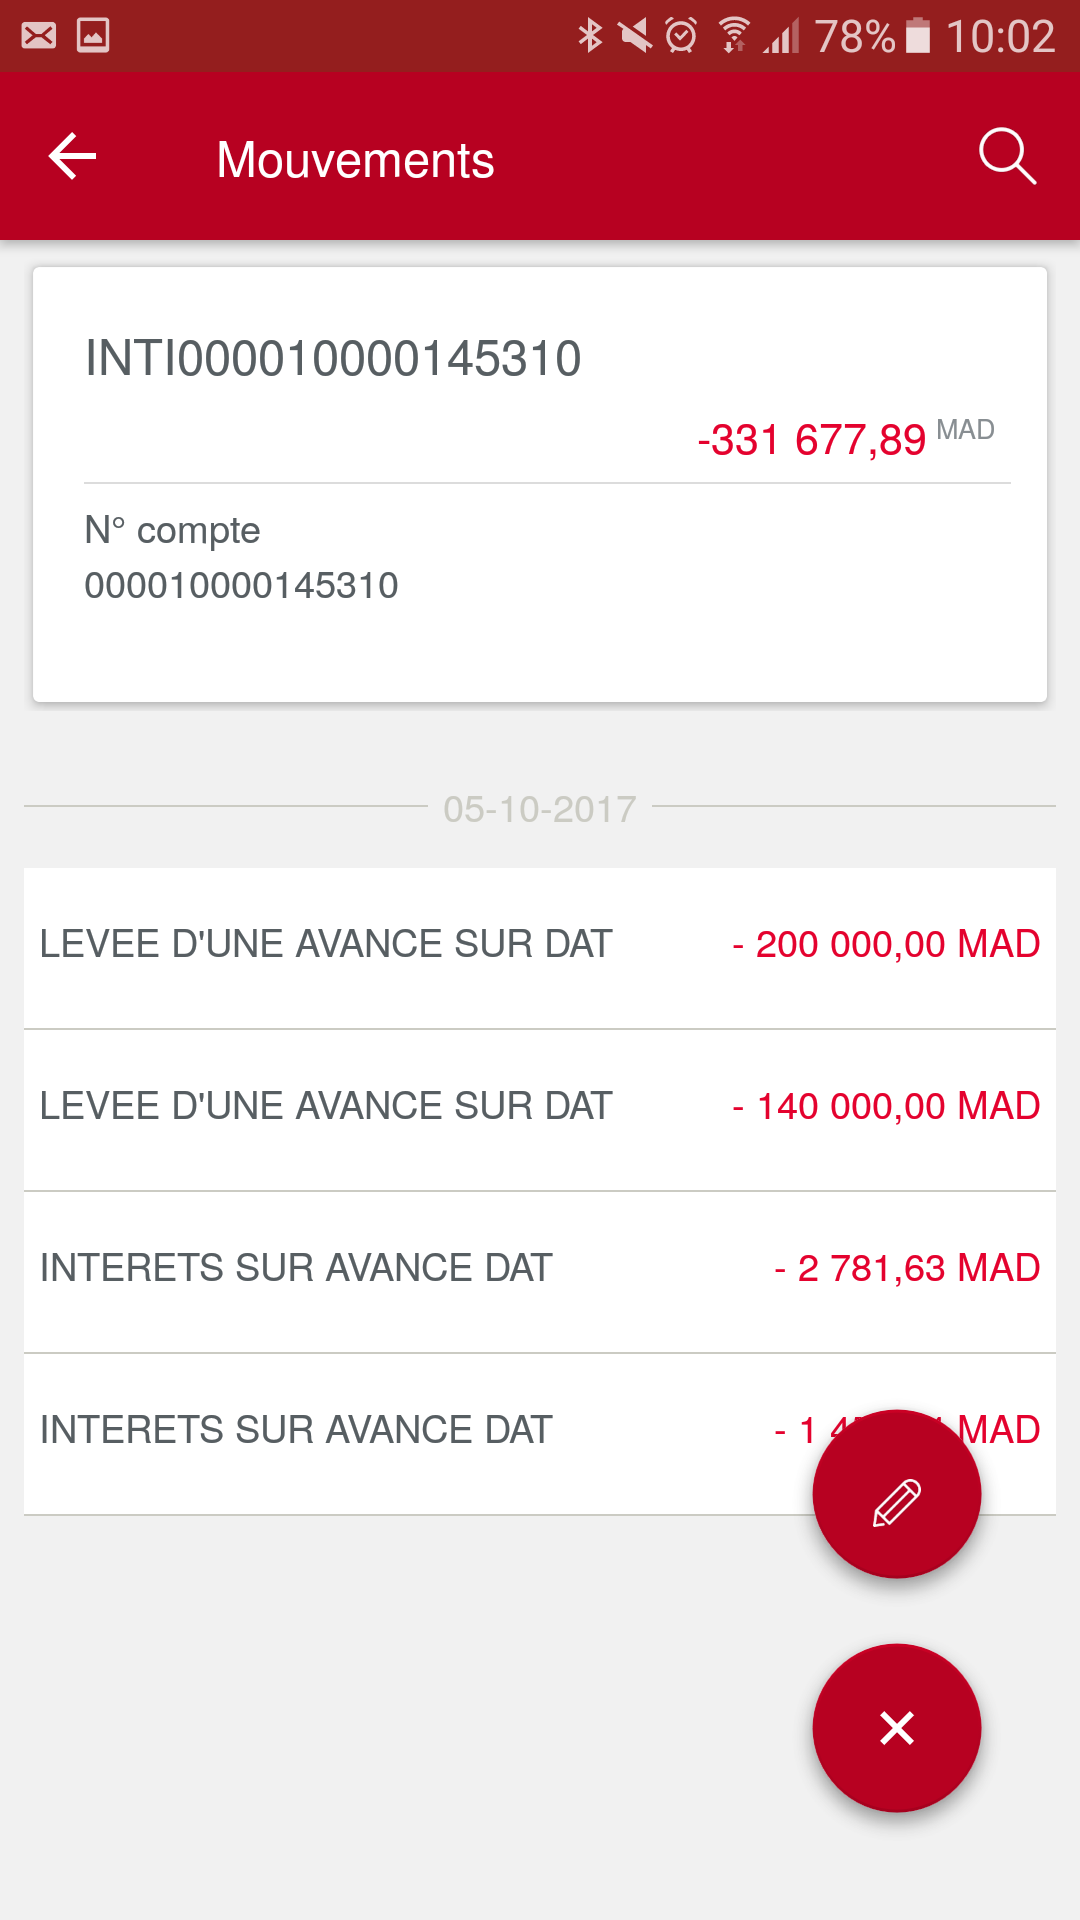 78% 10:02
Mouvements
INTI000010000145310
-331 677,89 MAD
N° compte
000010000145310
05-10-2017
LEVEE D'UNE AVANCE SUR DAT - 200 000,00 MAD
LEVEE D'UNE AVANCE SUR DAT - 140 000,00 MAD
INTERETS SUR AVANCE DAT - 2 781,63 MAD
INTERETS SUR AVANCE DAT - 1 MAD